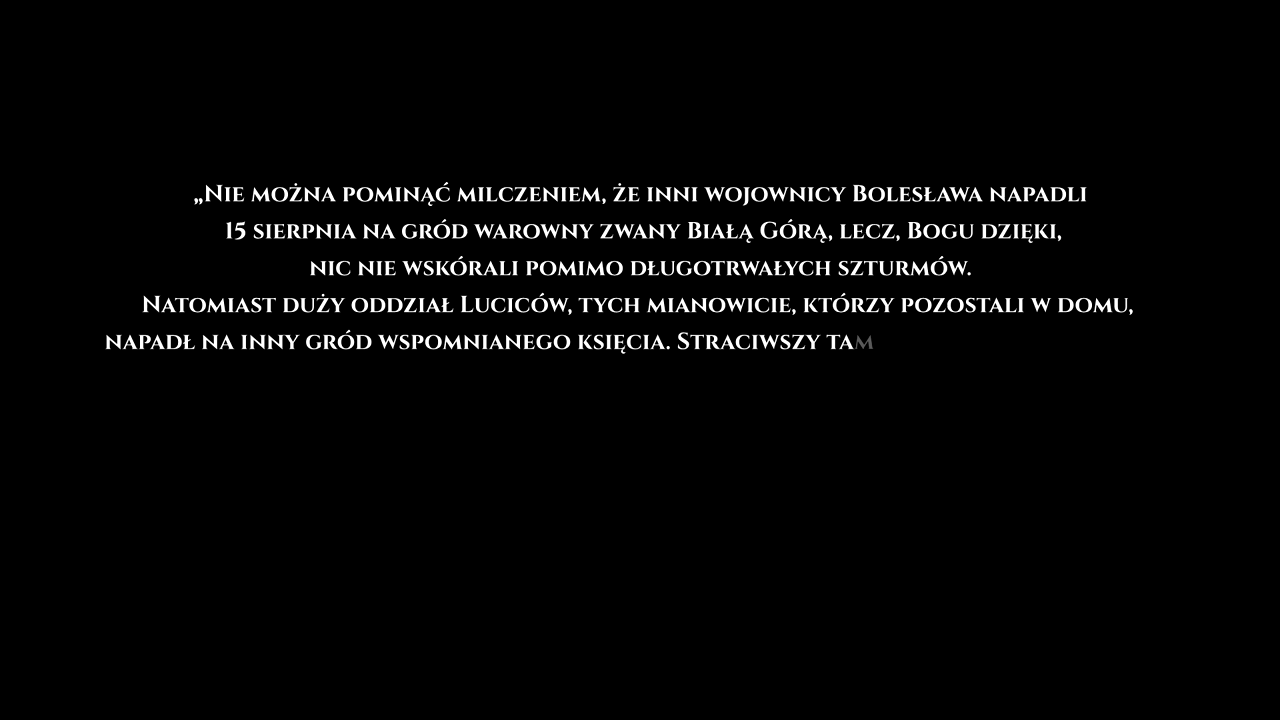 „Nie można pominąć milczeniem, że inni wojownicy Bolesława napadli
15 sierpnia na gród warowny zwany Białą Górą, lecz, Bogu dzięki,
nic nie wskórali pomimo długotrwałych szturmów.
Natomiast duży oddział Luciców, tych mianowicie, którzy pozostali w domu,
napadł na inny gród wspomnianego księcia. Straciwszy tam